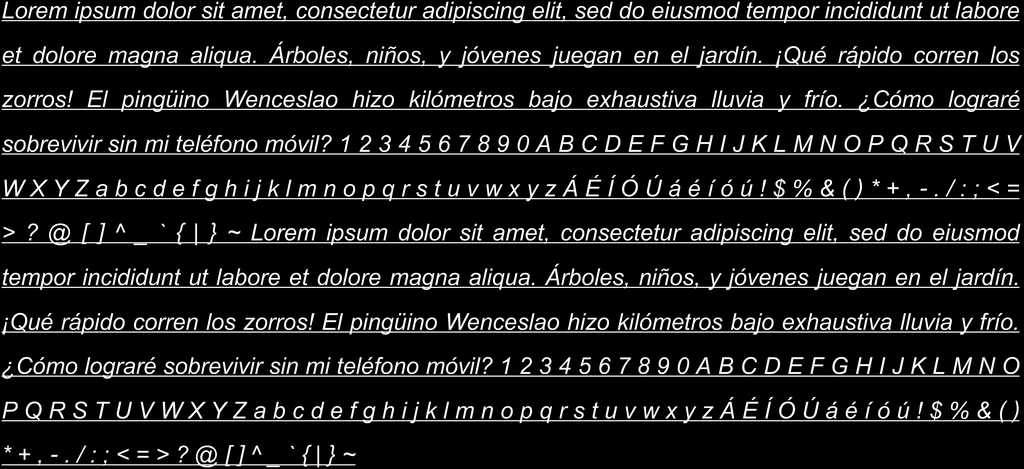 Lorem ipsum dolor sit amet, consectetur adipiscing elit, sed do eiusmod tempor incididunt ut labore
et dolore magna aliqua. Árboles, niños, y jóvenes juegan en el jardín. ¡Qué rápido corren los
zorros! El pingüino Wenceslao hizo kilómetros bajo exhaustiva lluvia y frío. ¿Cómo lograré
sobrevivir sin mi teléfono móvil? 1 2 3 4 5 6 7 8 9 0 A B C D E F G H I J K L M N O P Q R S T U V
W X Y Z a b c d e f g h i j k l m n o p q r s t u v w x y z Á É Í Ó Ú á é í ó ú ! $ % & ( ) * + , - . / : ; < =
> ? @ [ ] ^ _ ` { | } ~ Lorem ipsum dolor sit amet, consectetur adipiscing elit, sed do eiusmod
tempor incididunt ut labore et dolore magna aliqua. Árboles, niños, y jóvenes juegan en el jardín.
¡Qué rápido corren los zorros! El pingüino Wenceslao hizo kilómetros bajo exhaustiva lluvia y frío.
¿Cómo lograré sobrevivir sin mi teléfono móvil? 1 2 3 4 5 6 7 8 9 0 A B C D E F G H I J K L M N O
P Q R S T U V W X Y Z a b c d e f g h i j k l m n o p q r s t u v w x y z Á É Í Ó Ú á é í ó ú ! $ % & ( )
* + , - . / : ; < = > ? @ [ ] ^ _ ` { | } ~